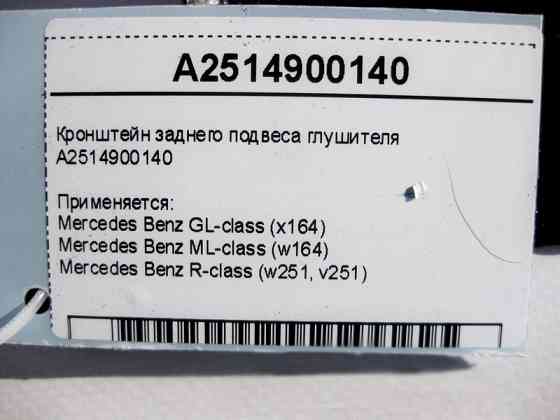 A2514900140
Кронштейн заднего подвеса глушителя
A2514900140
Применяется:
Mercedes Benz GL-class (x164)
Mercedes Benz ML-class (w164)
Mercedes Benz R-class (w251, v251)